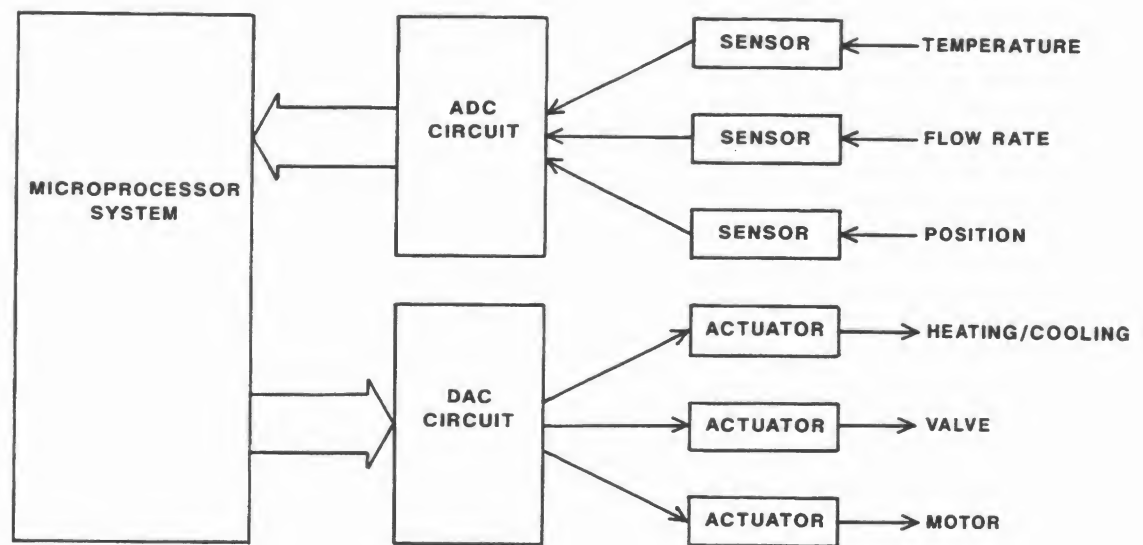 MICROPROCESSOR
SYSTEM
ADC
CIRCUIT
SENSOR
TEMPERATURE
SENSOR
FLOW RATE
SENSOR
POSITION
DAC
CIRCUIT
ACTUATOR
HEATING/COOLING
ACTUATOR
VALVE
ACTUATOR
MOTOR